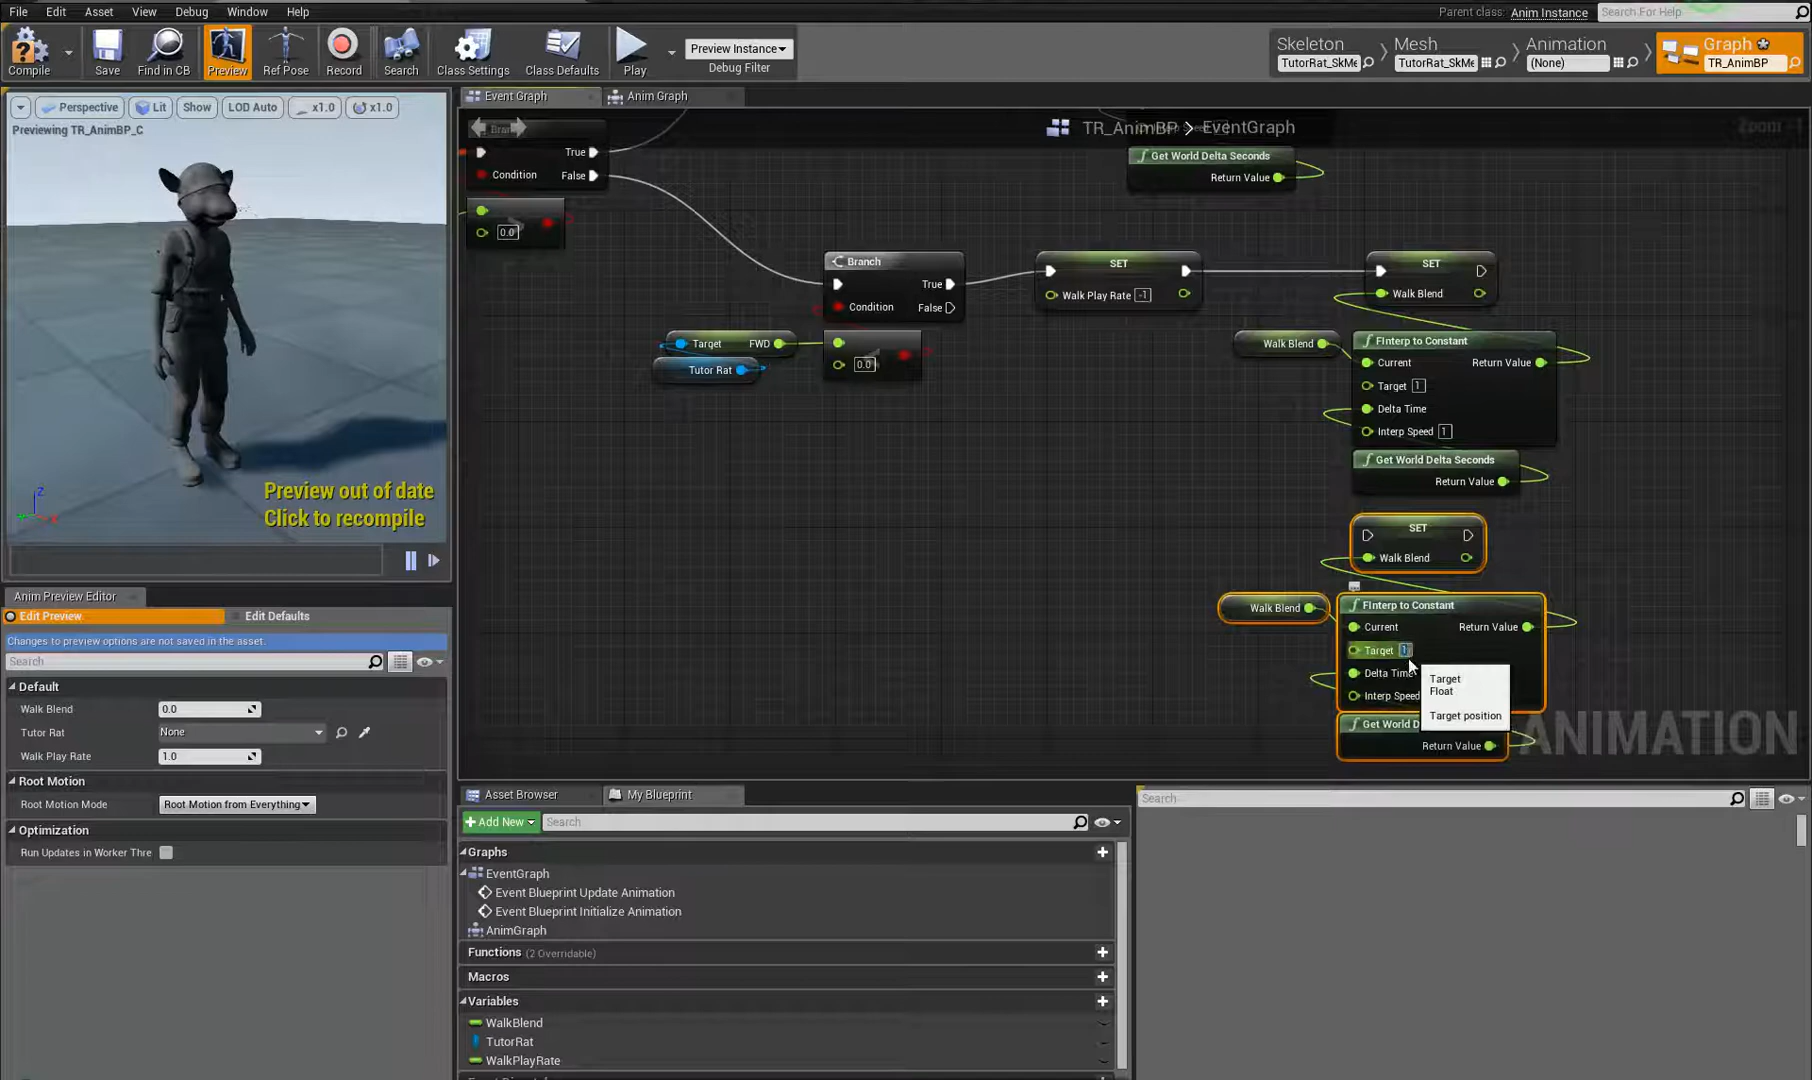 File Edit Asset View Debug Window Help
Parent class: Anim Instance Search For Help
Compile Save Find in CB Preview Ref Pose Record Search Class Settings Class Defaults Play
Preview Instance
Debug Filter
Skeleton Mesh Animation Graph
TutorRat_SkMe TutorRat_SkMe (None) TR_AnimBP
Perspective Lit Show LOD Auto x1.0 x1.0
Previewing TR_AnimBP_C
Preview out of date
Click to recompile
Event Graph Anim Graph
TR_AnimBP > EventGraph
Zoom -1
True
Condition False
0.0
Get World Delta Seconds
Return Value
Branch
True
Condition False
Target FWD
Tutor Rat
0.0
SET
Walk Play Rate -1
SET
Walk Blend
Walk Blend
FInterp to Constant
Current Return Value
Target 1
Delta Time
Interp Speed 1
Get World Delta Seconds
Return Value
SET
Walk Blend
Walk Blend
FInterp to Constant
Current Return Value
Target 1
Delta Time
Interp Speed
Get World D
Return Value
Target
Float
Target position
ANIMATION
Anim Preview Editor
Edit Preview Edit Defaults
Changes to preview options are not saved in the asset.
Search
Default
Walk Blend 0.0
Tutor Rat None
Walk Play Rate 1.0
Root Motion
Root Motion Mode Root Motion from Everything
Optimization
Run Updates in Worker Thre
Asset Browser My Blueprint
Add New Search
Graphs
EventGraph
Event Blueprint Update Animation
Event Blueprint Initialize Animation
AnimGraph
Functions (2 Overridable)
Macros
Variables
WalkBlend
TutorRat
WalkPlayRate
Search